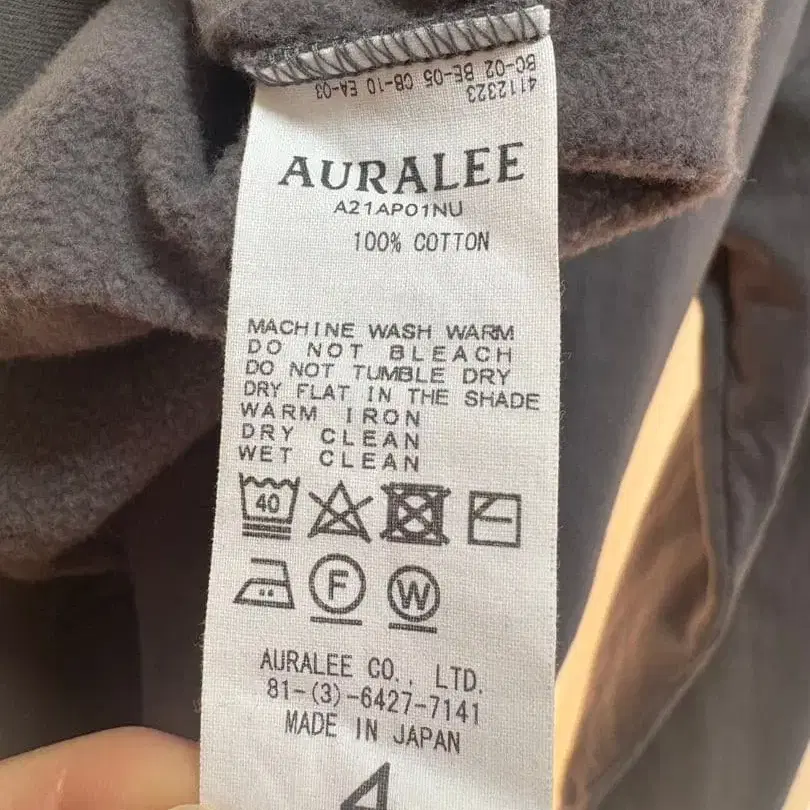 4112323
BC-02 BE-05 CB-10 EA-03
AURALEE
A21AP01NU
100% COTTON
MACHINE WASH WARM
DO NOT BLEACH
DO NOT TUMBLE DRY
DRY FLAT IN THE SHADE
WARM IRON
DRY CLEAN
WET CLEAN
40
F W
AURALEE CO., LTD.
81-(3)-6427-7141
MADE IN JAPAN
4